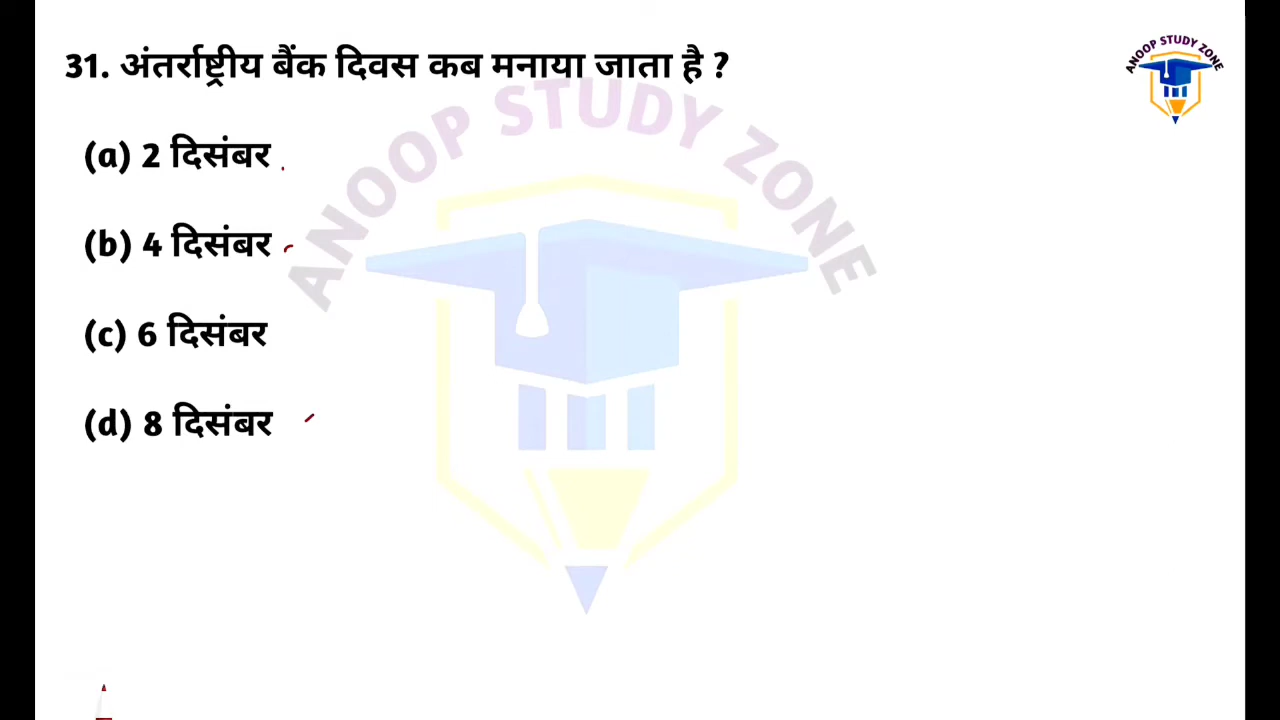 31. अंतर्राष्ट्रीय बैंक दिवस कब मनाया जाता है ?
ANOOP STUDY ZONE
(a) 2 दिसंबर
(b) 4 दिसंबर
(c) 6 दिसंबर
(d) 8 दिसंबर
ANOOP STUDY ZONE